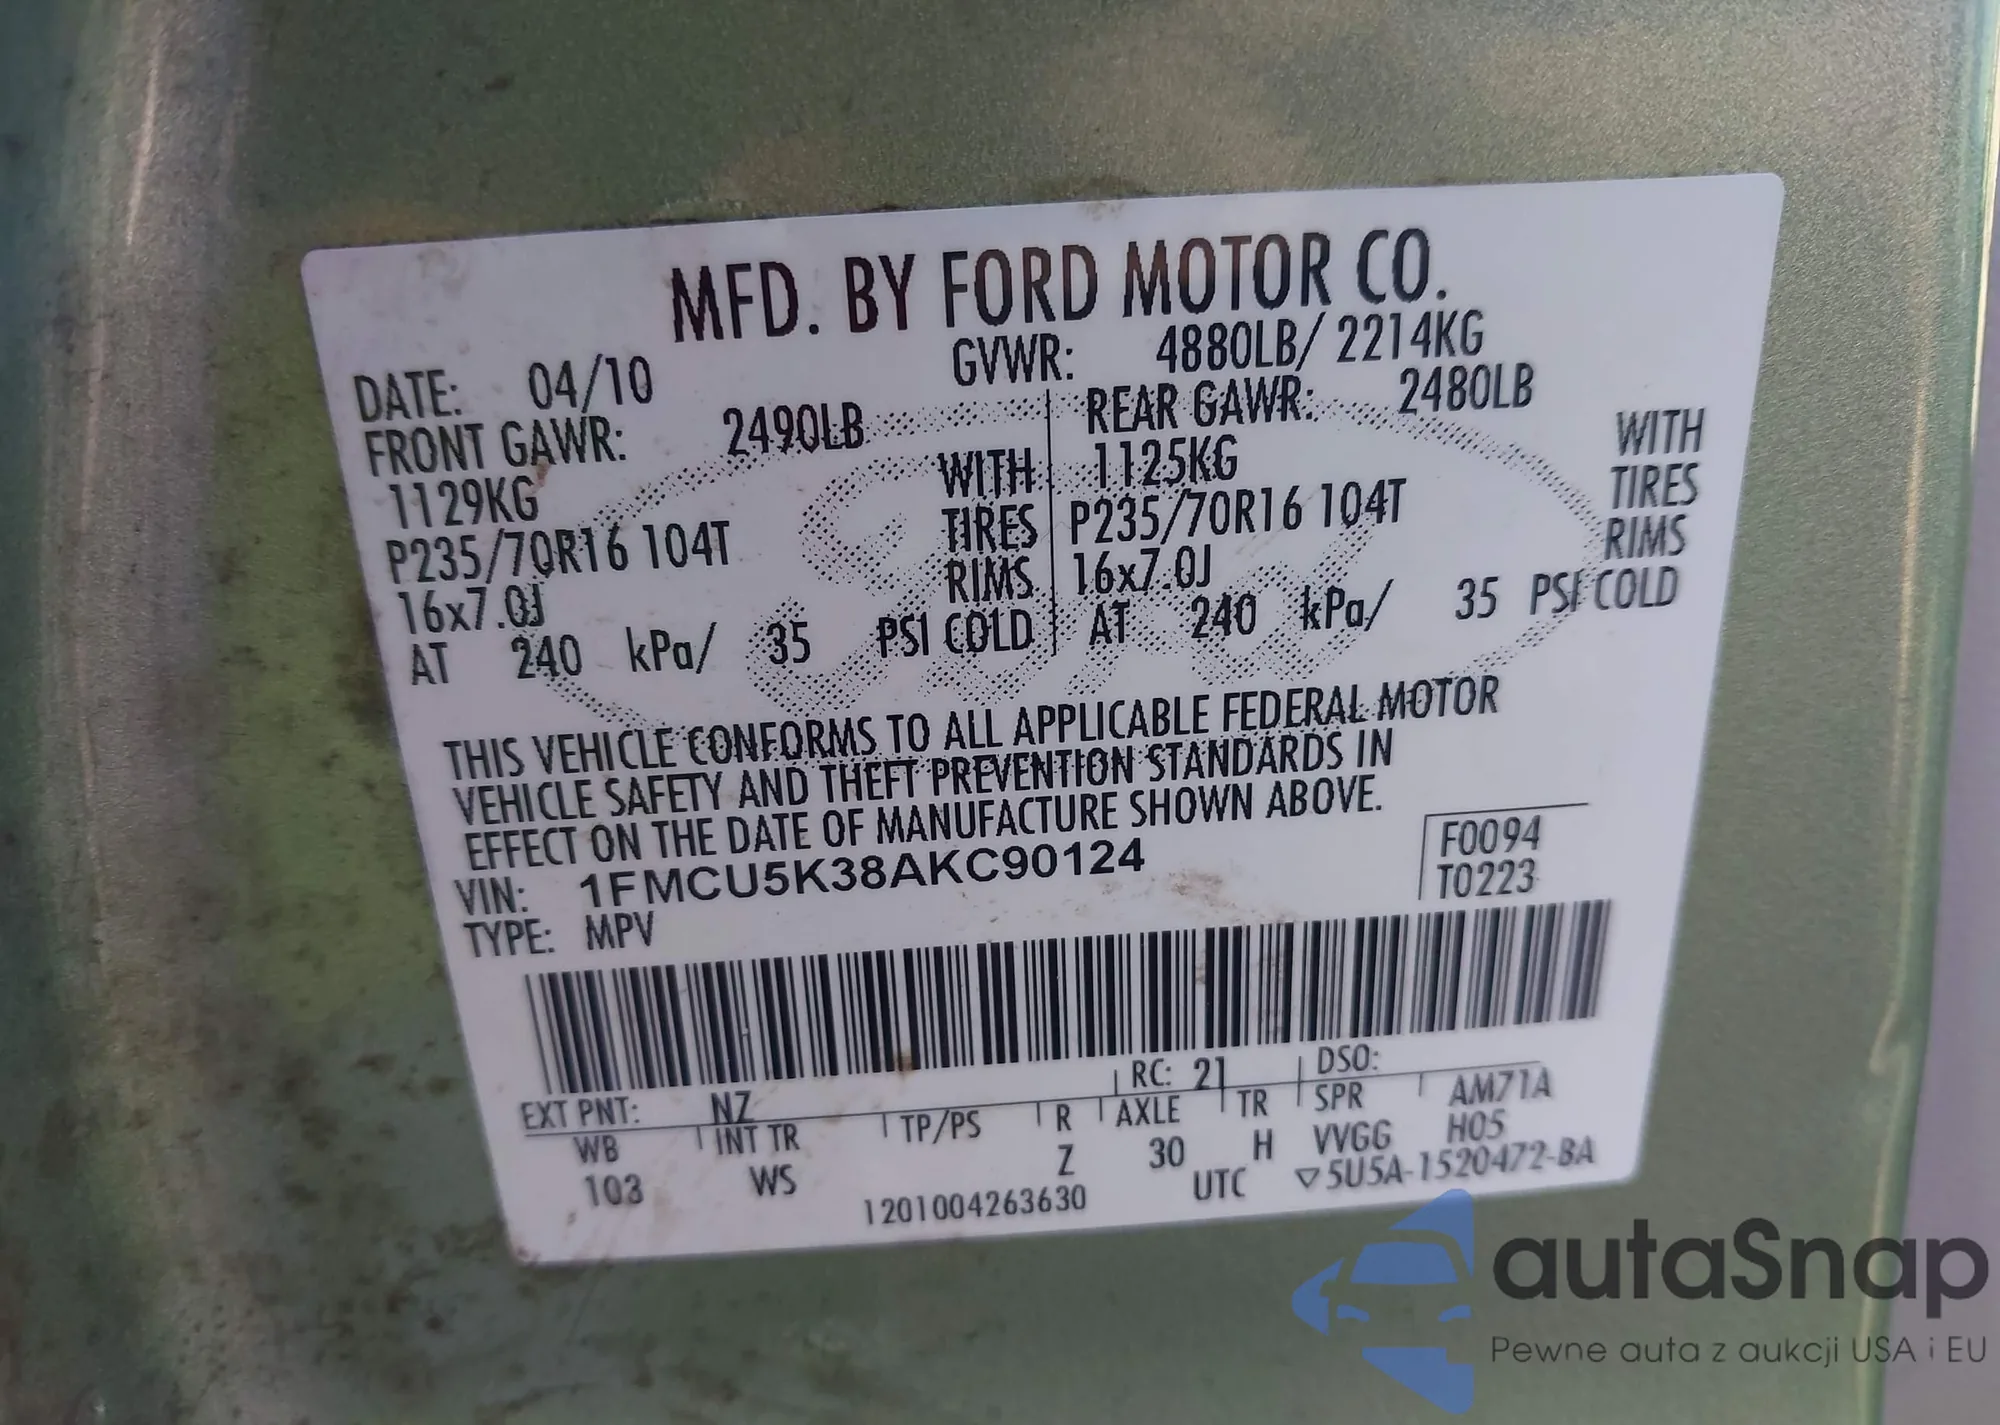 MFD. BY FORD MOTOR CO.
DATE: 04/10 GVWR: 4880LB/ 2214KG
FRONT GAWR: 2490LB REAR GAWR: 2480LB
1129KG WITH 1125KG WITH
P235/70R16 104T TIRES P235/70R16 104T TIRES
16x7.0J RIMS 16x7.0J RIMS
AT 240 kPa/ 35 PSI COLD AT 240 kPa/ 35 PSI COLD
THIS VEHICLE CONFORMS TO ALL APPLICABLE FEDERAL MOTOR
VEHICLE SAFETY AND THEFT PREVENTION STANDARDS IN
EFFECT ON THE DATE OF MANUFACTURE SHOWN ABOVE.
VIN: 1FMCU5K38AKC90124 F0094
TYPE: MPV T0223
EXT PNT: NZ RC: 21 DSO:
WB INT TR TP/PS R AXLE TR SPR AM71A
103 WS Z 30 H VVGG H05
1201004263630 UTC ▽5U5A-1520472-BA
autaSnap
Pewne auta z aukcji USA i EU